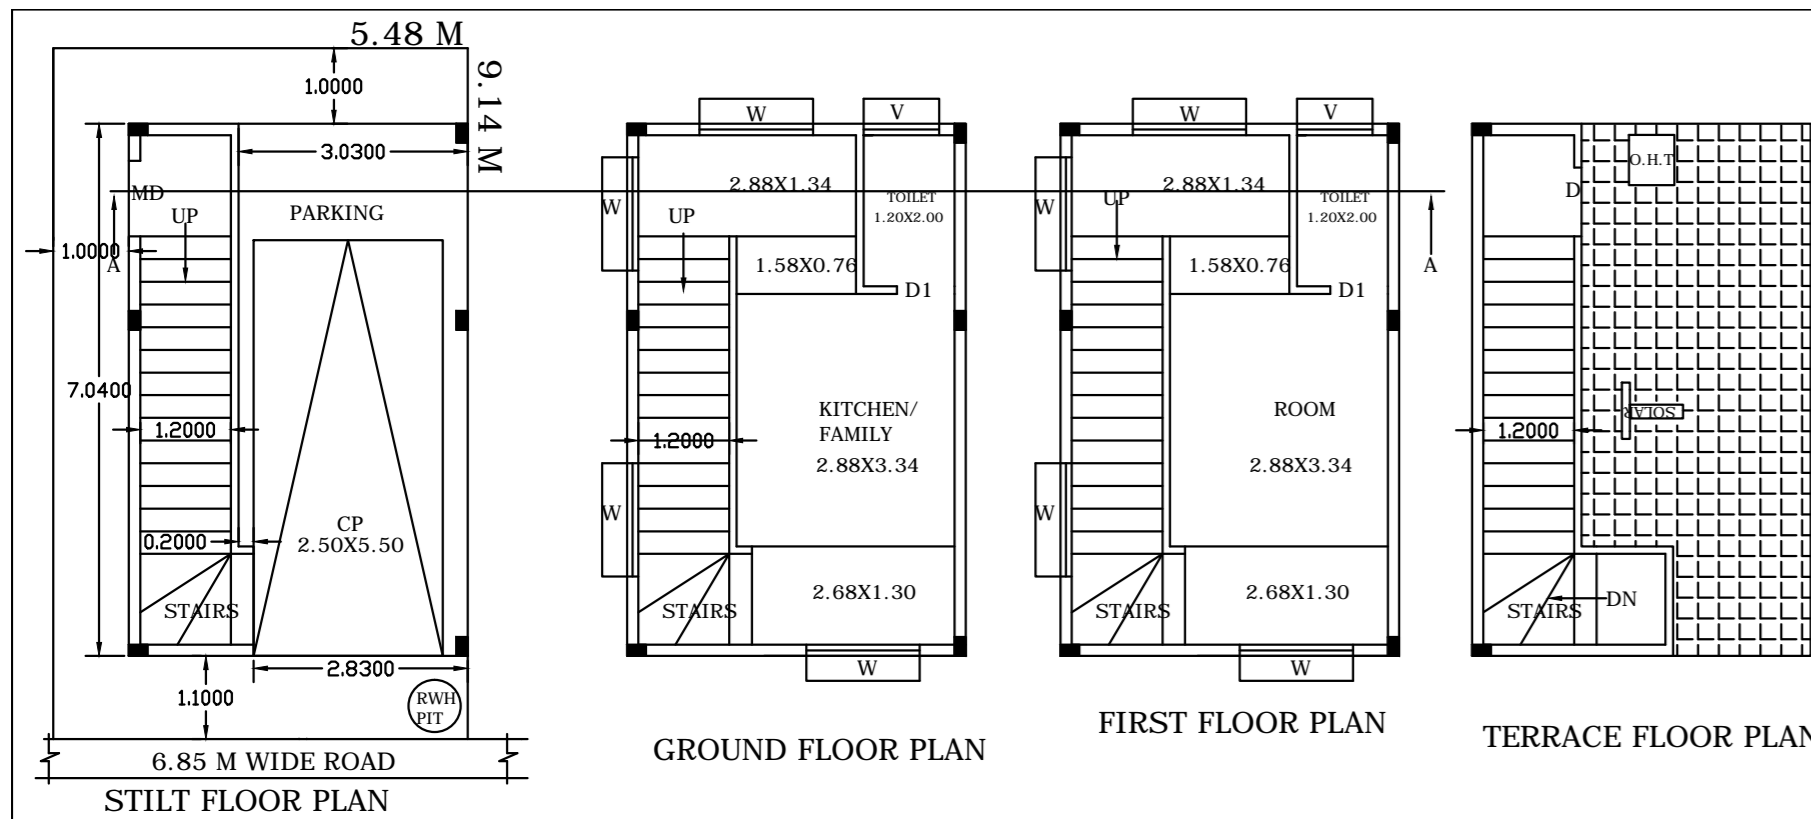 5.48 M
9.14 M
1.0000
3.0300
MD
UP
PARKING
1.0000
A
7.0400
1.2000
0.2000
CP
2.50X5.50
STAIRS
2.8300
1.1000
RWH
PIT
6.85 M WIDE ROAD
STILT FLOOR PLAN
W
V
2.88X1.34
W
TOILET
1.20X2.00
UP
1.58X0.76
D1
KITCHEN/
FAMILY
2.88X3.34
1.2000
W
2.68X1.30
STAIRS
W
GROUND FLOOR PLAN
W
V
2.88X1.34
W
UP
TOILET
1.20X2.00
A
1.58X0.76
D1
ROOM
2.88X3.34
W
2.68X1.30
STAIRS
W
FIRST FLOOR PLAN
O.H.T
D
SOLAR
1.2000
STAIRS
DN
TERRACE FLOOR PLAN